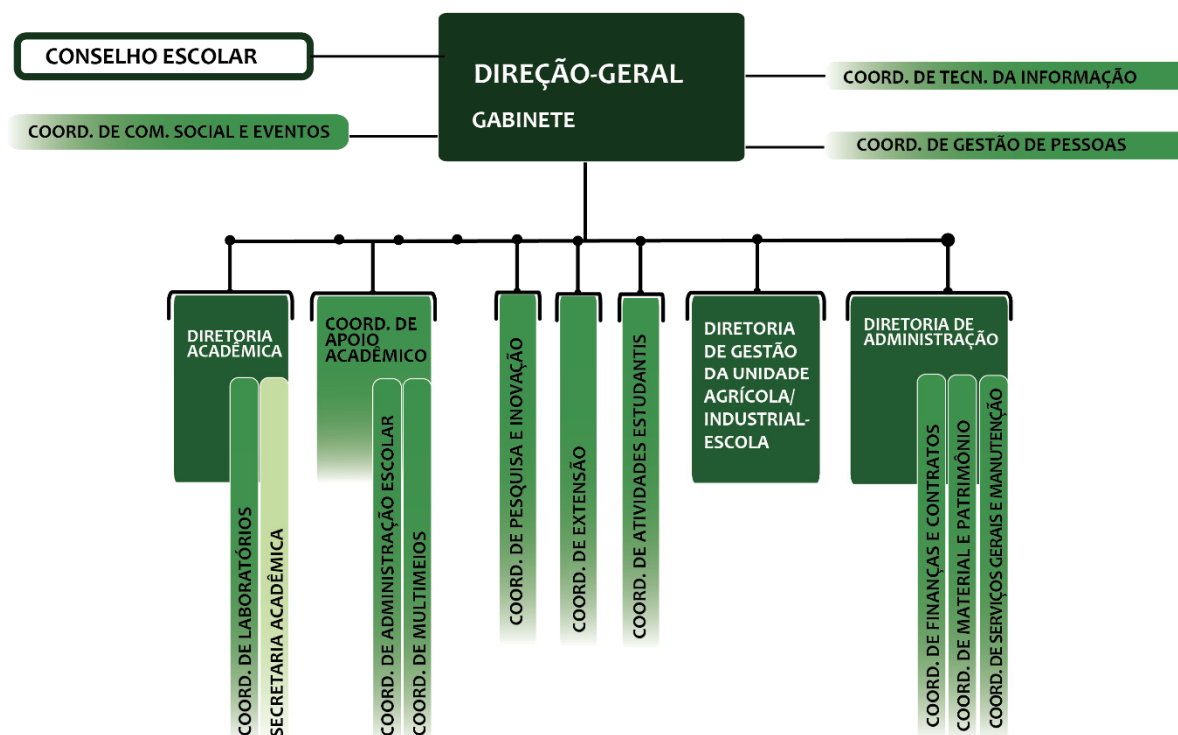 CONSELHO ESCOLAR
COORD. DE COM. SOCIAL E EVENTOS
DIREÇÃO-GERAL
GABINETE
COORD. DE TECN. DA INFORMAÇÃO
COORD. DE GESTÃO DE PESSOAS
DIRETORIA
ACADÊMICA
COORD. DE LABORATÓRIOS
SECRETARIA ACADÊMICA
COORD. DE
APOIO
ACADÊMICO
COORD. DE ADMINISTRAÇÃO ESCOLAR
COORD. DE MULTIMEIOS
COORD. DE PESQUISA E INOVAÇÃO
COORD. DE EXTENSÃO
COORD. DE ATIVIDADES ESTUDANTIS
DIRETORIA
DE GESTÃO
DA UNIDADE
AGRÍCOLA/
INDUSTRIAL-
ESCOLA
DIRETORIA DE
ADMINISTRAÇÃO
COORD. DE FINANÇAS E CONTRATOS
COORD. DE MATERIAL E PATRIMÔNIO
COORD. DE SERVIÇOS GERAIS E MANUTENÇÃO